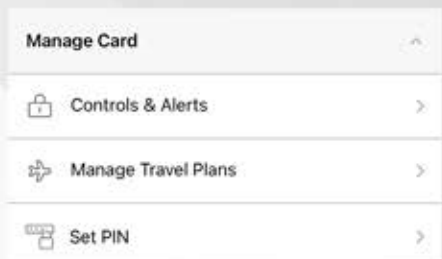 Manage Card
Controls & Alerts
Manage Travel Plans
Set PIN